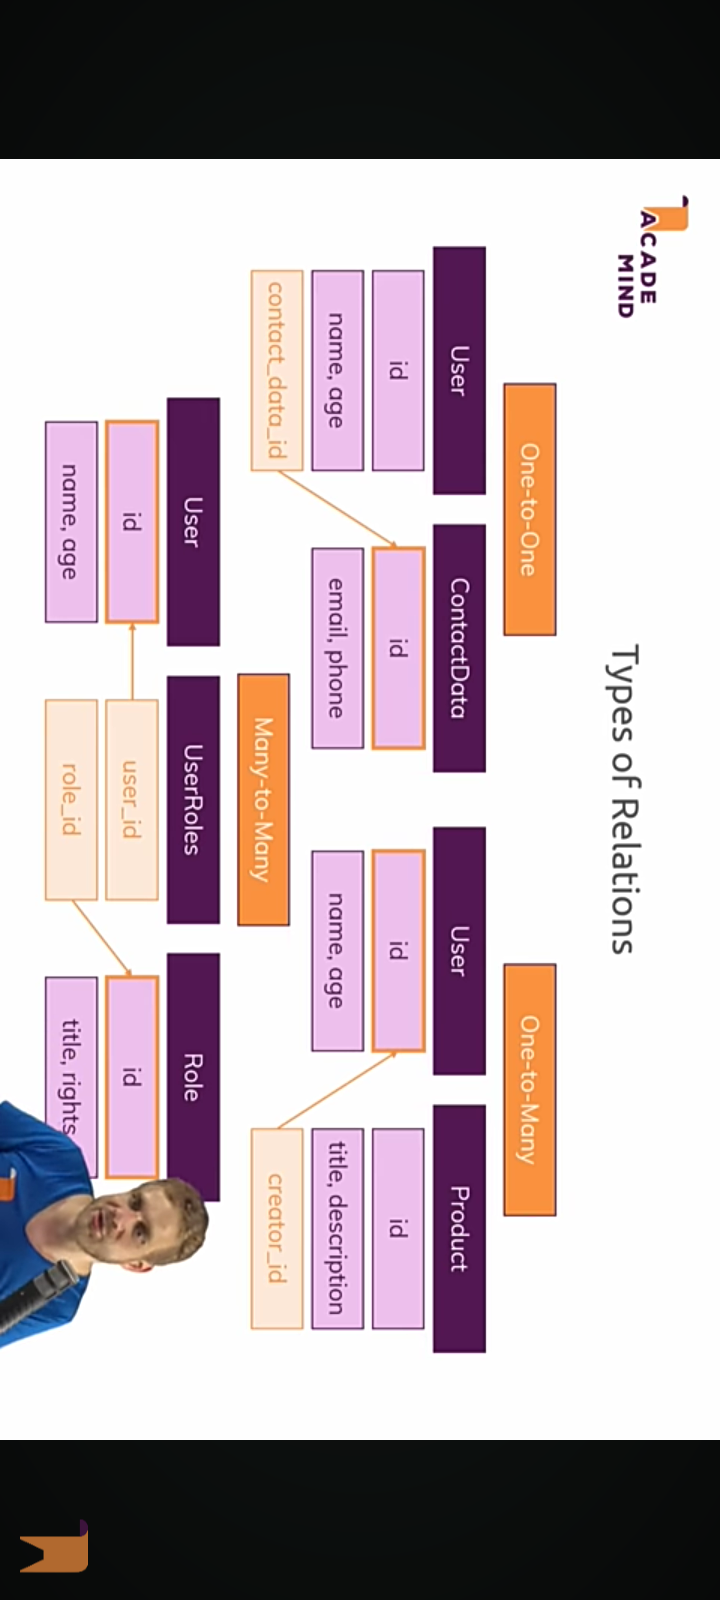 ACADE
MIND
Types of Relations
One-to-One
One-to-Many
User
ContactData
User
Product
id
id
id
id
name, age
email, phone
name, age
title, description
contact_data_id
creator_id
Many-to-Many
User
UserRoles
Role
id
user_id
id
name, age
role_id
title, rights